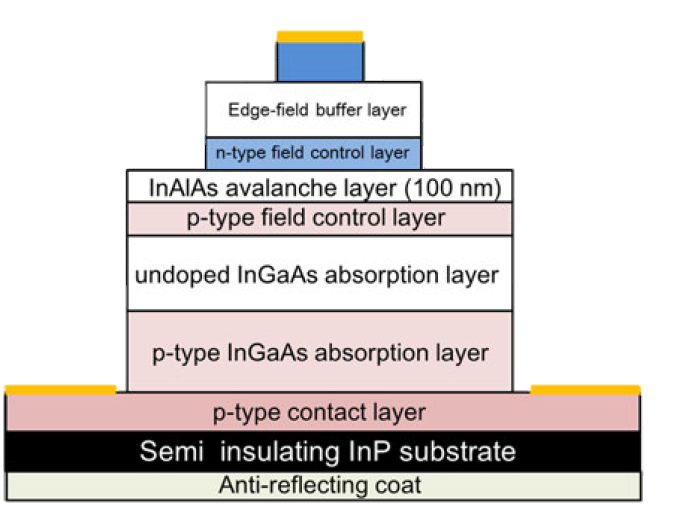 Edge-field buffer layer
n-type field control layer
InAlAs avalanche layer (100 nm)
p-type field control layer
undoped InGaAs absorption layer
p-type InGaAs absorption layer
p-type contact layer
Semi insulating InP substrate
Anti-reflecting coat